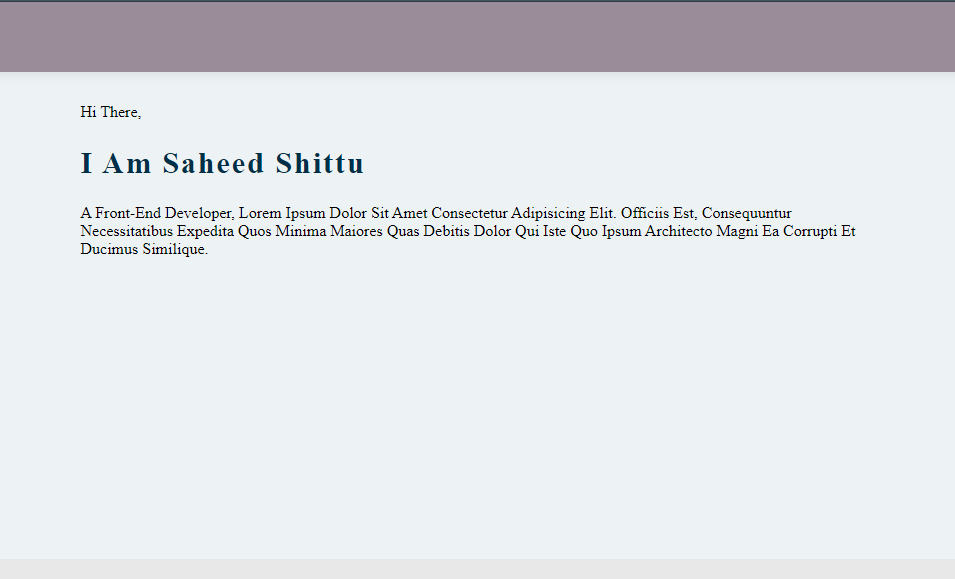 Hi There,
I Am Saheed Shittu
A Front-End Developer, Lorem Ipsum Dolor Sit Amet Consectetur Adipisicing Elit. Officiis Est, Consequuntur
Necessitatibus Expedita Quos Minima Maiores Quas Debitis Dolor Qui Iste Quo Ipsum Architecto Magni Ea Corrupti Et
Ducimus Similique.